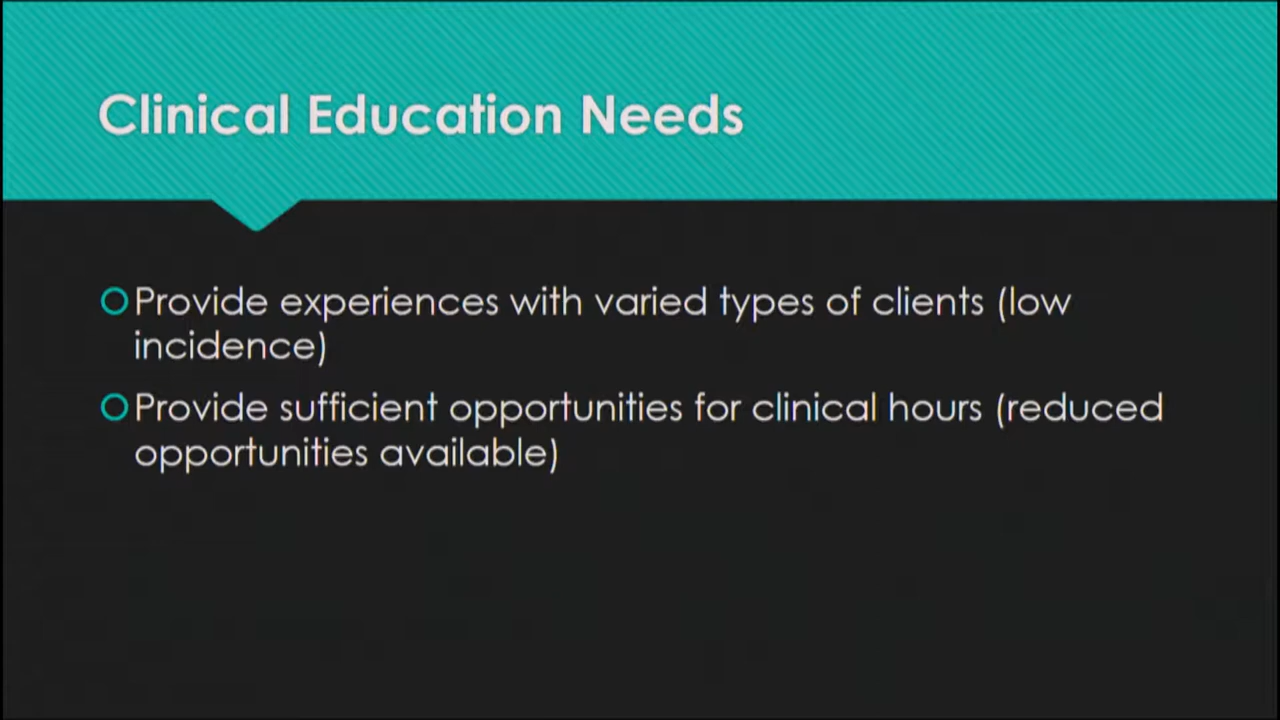 Clinical Education Needs
Provide experiences with varied types of clients (low
incidence)
Provide sufficient opportunities for clinical hours (reduced
opportunities available)